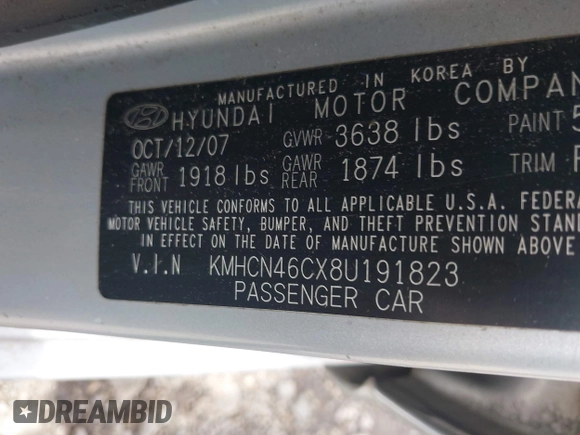 MANUFACTURED IN KOREA BY
HYUNDAI MOTOR COMPAN
OCT/12/07 GVWR 3638 lbs PAINT 5
GAWR FRONT 1918 lbs GAWR REAR 1874 lbs TRIM F
THIS VEHICLE CONFORMS TO ALL APPLICABLE U.S.A. FEDERA
MOTOR VEHICLE SAFETY, BUMPER, AND THEFT PREVENTION STAN
IN EFFECT ON THE DATE OF MANUFACTURE SHOWN ABOVE
V.I.N KMHCN46CX8U191823
PASSENGER CAR
DREAMBID